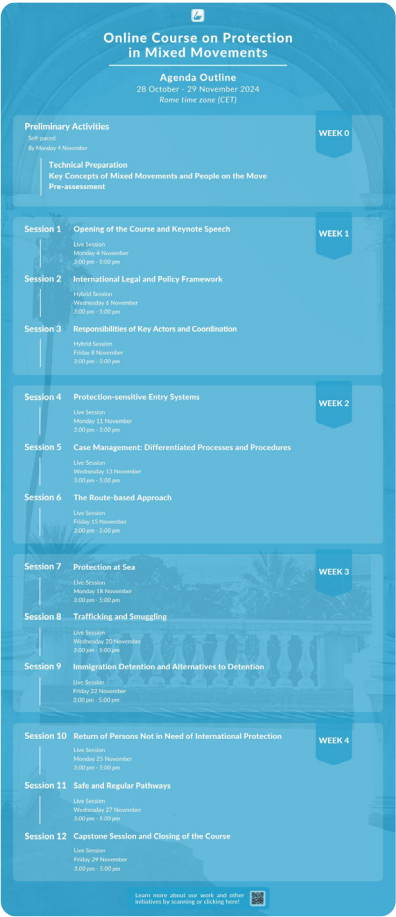 Online Course on Protection
in Mixed Movements
Agenda Outline
28 October - 29 November 2024
Rome time zone (CET)
WEEK 0
Preliminary Activities
Self-paced
By Monday 4 November
Technical Preparation
Key Concepts of Mixed Movements and People on the Move
Pre-assessment
WEEK 1
Session 1 Opening of the Course and Keynote Speech
Live Session
Monday 4 November
3:00 pm - 5:00 pm
Session 2 International Legal and Policy Framework
Hybrid Session
Wednesday 6 November
3:00 pm - 5:00 pm
Session 3 Responsibilities of Key Actors and Coordination
Hybrid Session
Friday 8 November
3:00 pm - 5:00 pm
WEEK 2
Session 4 Protection-sensitive Entry Systems
Live Session
Monday 11 November
3:00 pm - 5:00 pm
Session 5 Case Management: Differentiated Processes and Procedures
Live Session
Wednesday 13 November
3:00 pm - 5:00 pm
Session 6 The Route-based Approach
Live Session
Friday 15 November
3:00 pm - 5:00 pm
WEEK 3
Session 7 Protection at Sea
Live Session
Monday 18 November
3:00 pm - 5:00 pm
Session 8 Trafficking and Smuggling
Live Session
Wednesday 20 November
3:00 pm - 5:00 pm
Session 9 Immigration Detention and Alternatives to Detention
Live Session
Friday 22 November
3:00 pm - 5:00 pm
WEEK 4
Session 10 Return of Persons Not in Need of International Protection
Live Session
Monday 25 November
3:00 pm - 5:00 pm
Session 11 Safe and Regular Pathways
Live Session
Wednesday 27 November
3:00 pm - 5:00 pm
Session 12 Capstone Session and Closing of the Course
Live Session
Friday 29 November
3:00 pm - 5:00 pm
Learn more about our work and other
initiatives by scanning or clicking here!